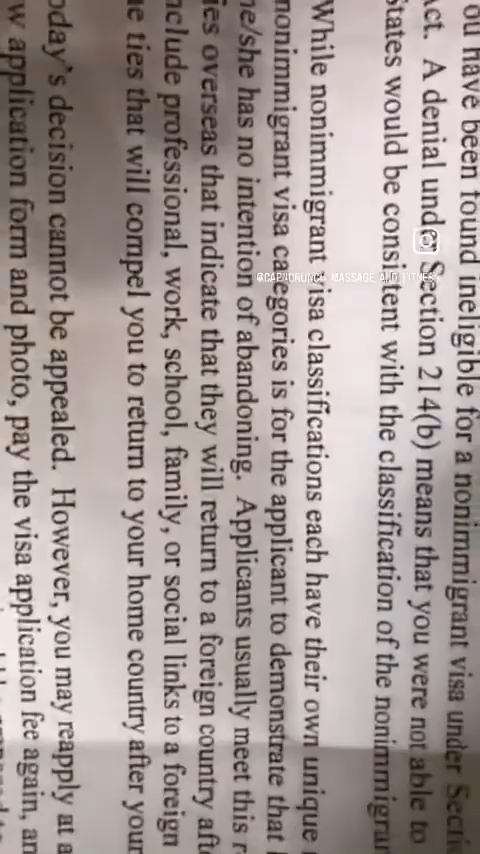 ou have been found ineligible for a nonimmigrant visa under Secti
Act. A denial under Section 214(b) means that you were not able to
States would be consistent with the classification of the nonimmigran
While nonimmigrant visa classifications each have their own unique
nonimmigrant visa categories is for the applicant to demonstrate that
he/she has no intention of abandoning. Applicants usually meet this r
ies overseas that indicate that they will return to a foreign country aft
nclude professional, work, school, family, or social links to a foreign
e ties that will compel you to return to your home country after your
oday's decision cannot be appealed. However, you may reapply at a
w application form and photo, pay the visa application fee again, an
@CAPNCRUNCH_MASSAGE_AND_FITNESS